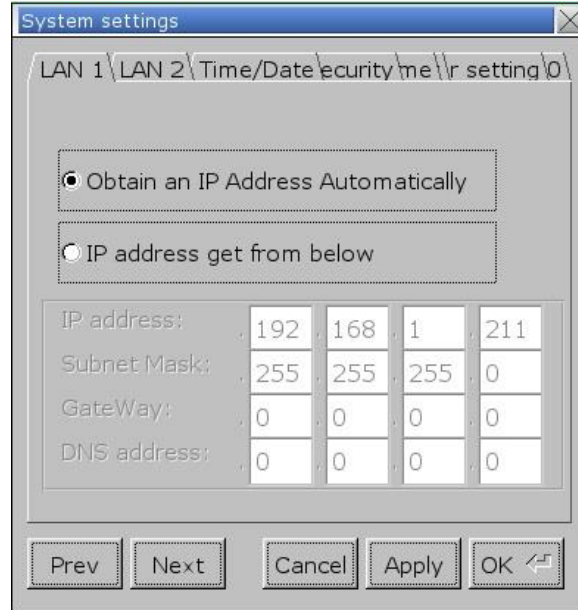 System settings
LAN 1 LAN 2 Time/Date ecurity me r setting 0
Obtain an IP Address Automatically
IP address get from below
IP address: . 192 . 168 . 1 . 211
Subnet Mask: . 255 . 255 . 255 . 0
GateWay: . 0 . 0 . 0 . 0
DNS address: . 0 . 0 . 0 . 0
Prev Next Cancel Apply OK